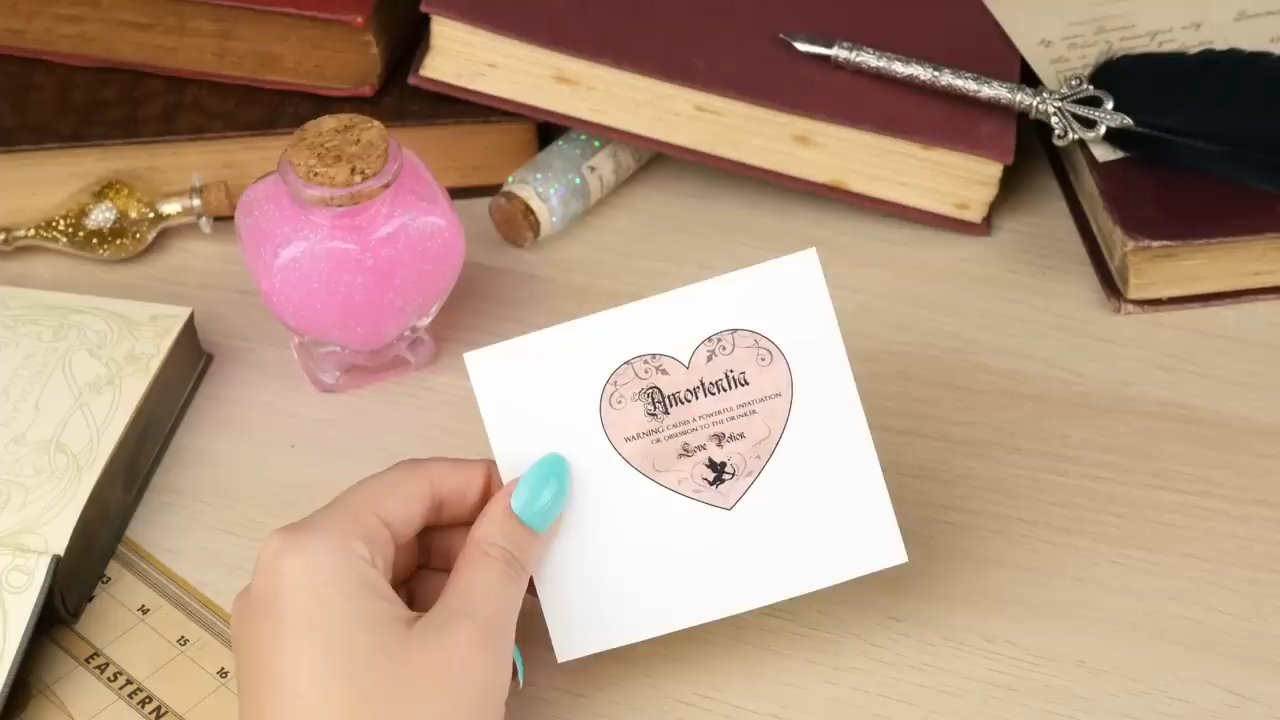 Amortentia
WARNING: CAUSES A POWERFUL INFATUATION
OR OBSESSION TO THE DRINKER.
Love Potion
13
14
15
16
EASTERN